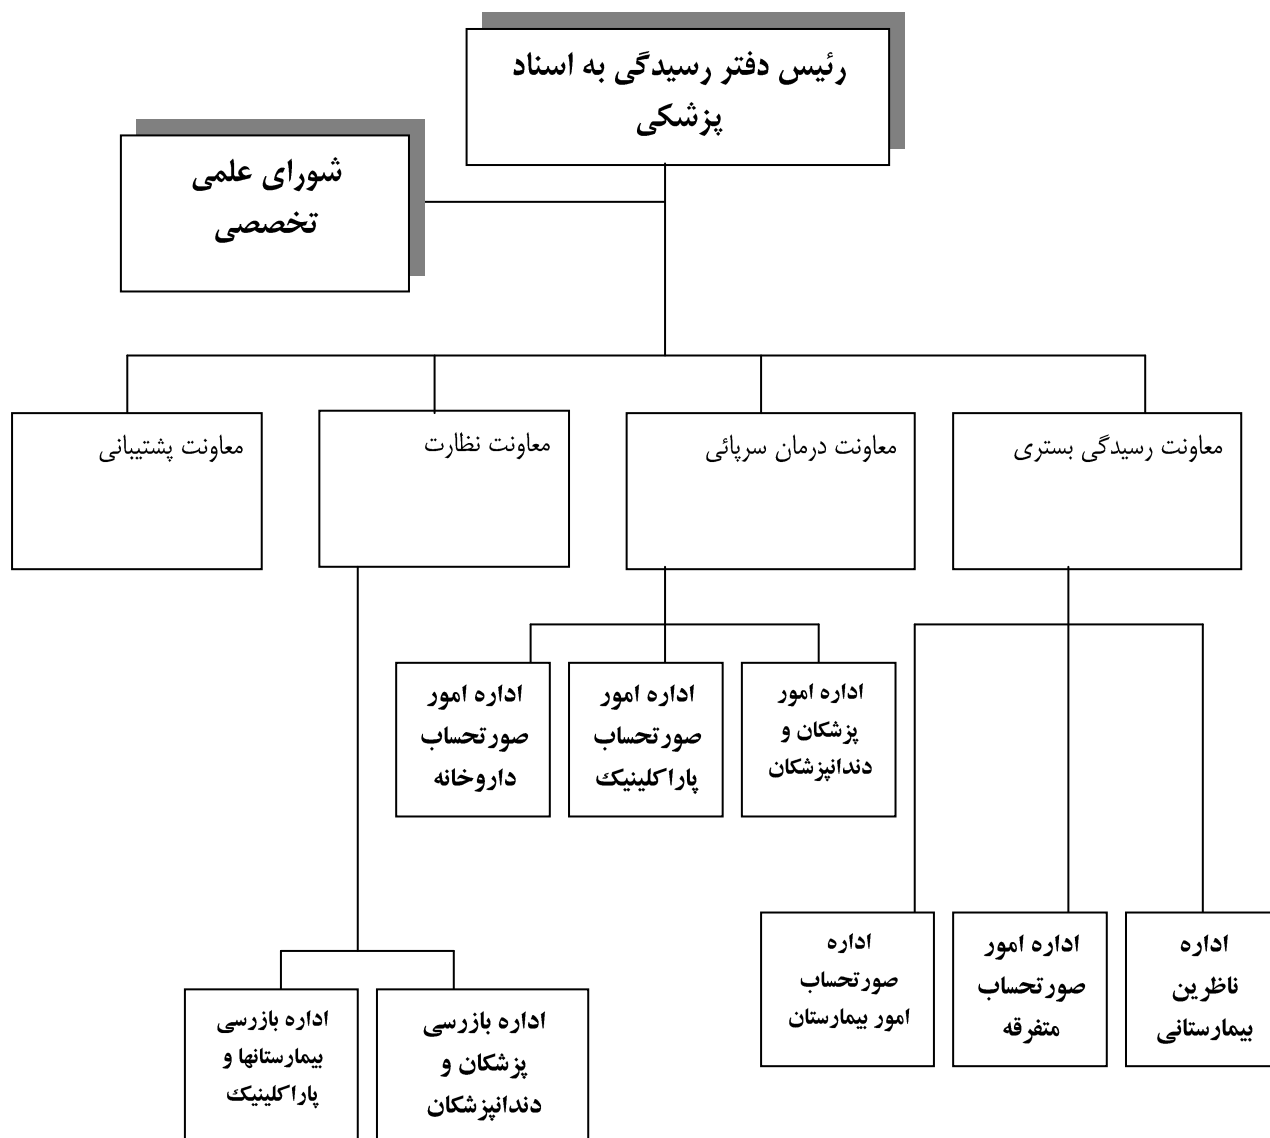 رئیس دفتر رسیدگی به اسناد
پزشکی
شورای علمی
تخصصی
معاونت رسیدگی بستری
معاونت درمان سرپائی
معاونت نظارت
معاونت پشتیبانی
اداره امور
پزشکان و
دندانپزشکان
اداره امور
صورتحساب
پاراکلینیک
اداره امور
صورتحساب
داروخانه
اداره
ناظرین
بیمارستانی
اداره امور
صورتحساب
متفرقه
اداره
صورتحساب
امور بیمارستان
اداره بازرسی
پزشکان و
دندانپزشکان
اداره بازرسی
بیمارستانها و
پاراکلینیک